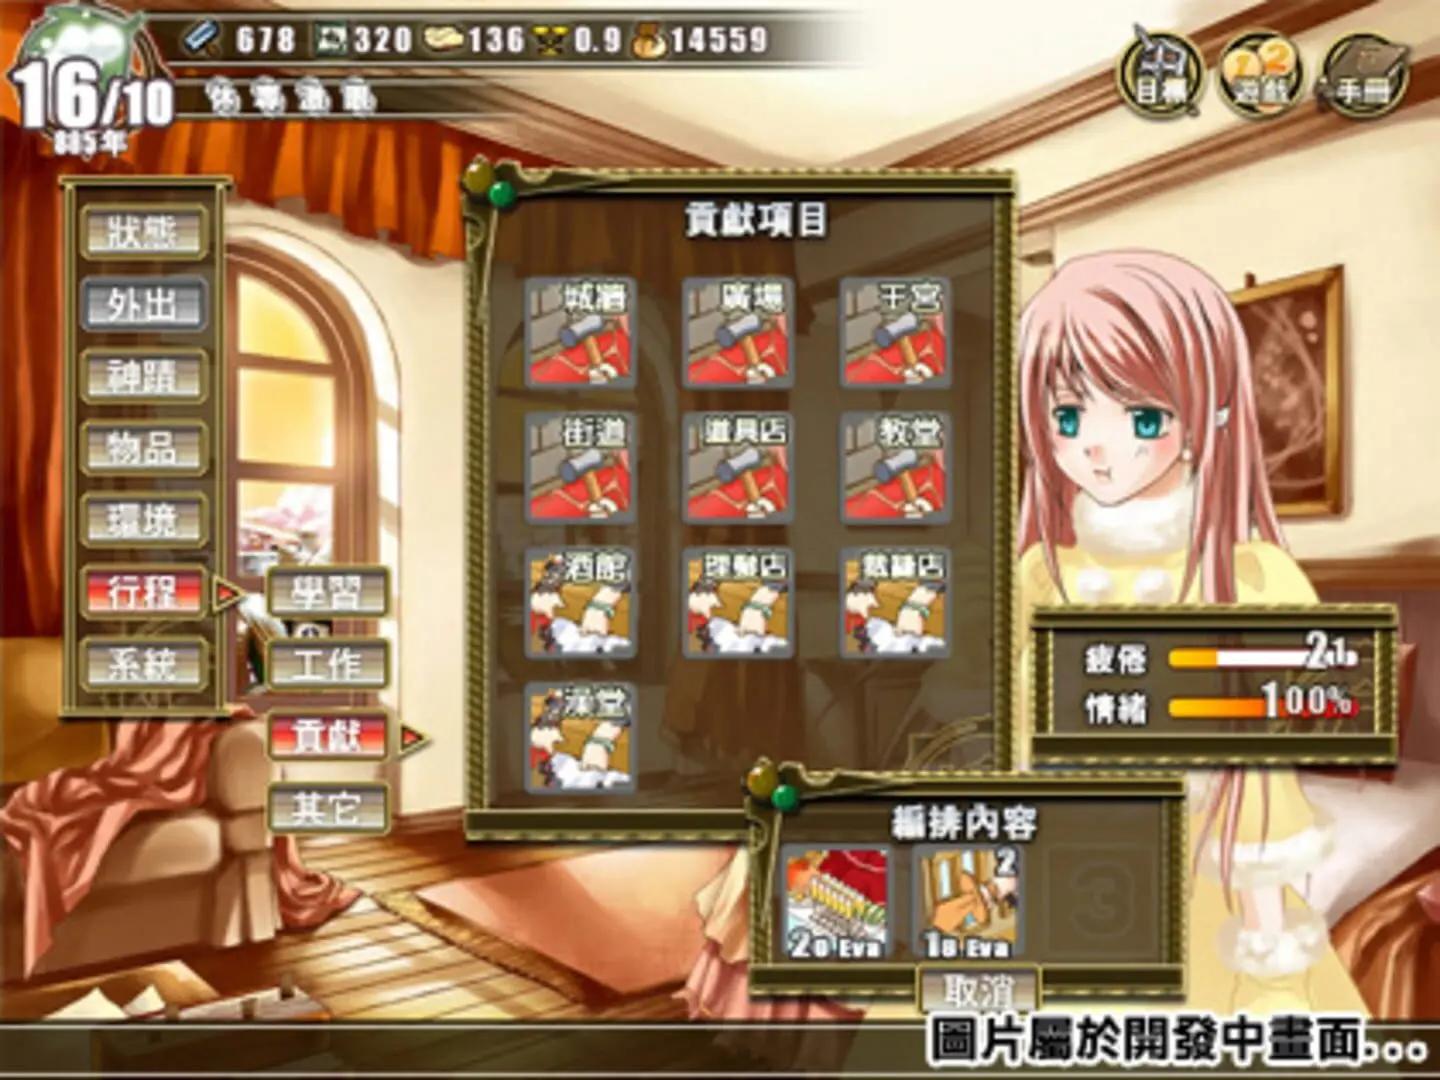 678 320 136 0.9 14559
16/10
885年
目標 遊戲 手冊
狀態
外出
神蹟
物品
環境
行程
系統
學習
工作
貢獻
其它
貢獻項目
城牆 廣場 王宮
街道 道具店 教堂
酒館 理髮店 裁縫店
澡堂
疲倦 21
情緒 100%
編排內容
2
3
20 Eva 18 Eva
取消
圖片屬於開發中畫面...